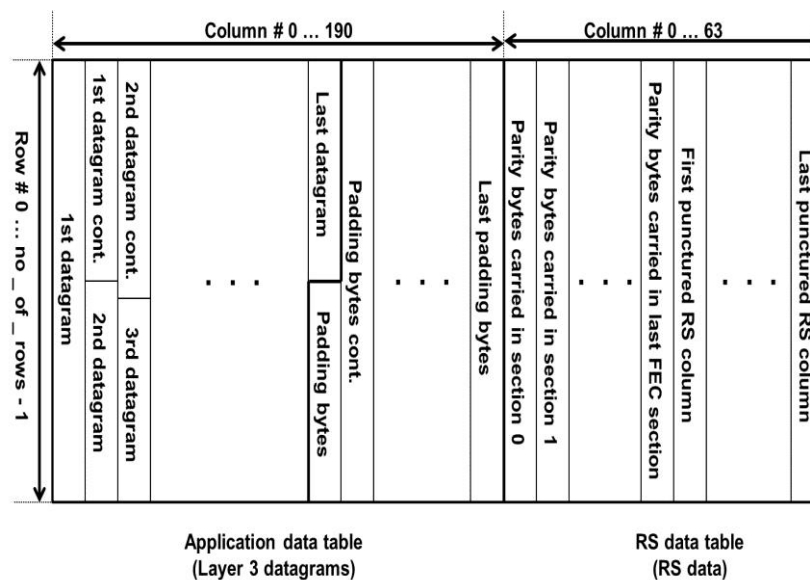 Column # 0 ... 190
Column # 0 ... 63
Row # 0 ... no _ of _ rows - 1
1st datagram
1st datagram cont.
2nd datagram
2nd datagram cont.
3rd datagram
. . .
Last datagram
Padding bytes
Padding bytes cont.
. . .
Last padding bytes
Parity bytes carried in section 0
Parity bytes carried in section 1
. . .
Parity bytes carried in last FEC section
First punctured RS column
. . .
Last punctured RS
column
Application data table
(Layer 3 datagrams)
RS data table
(RS data)